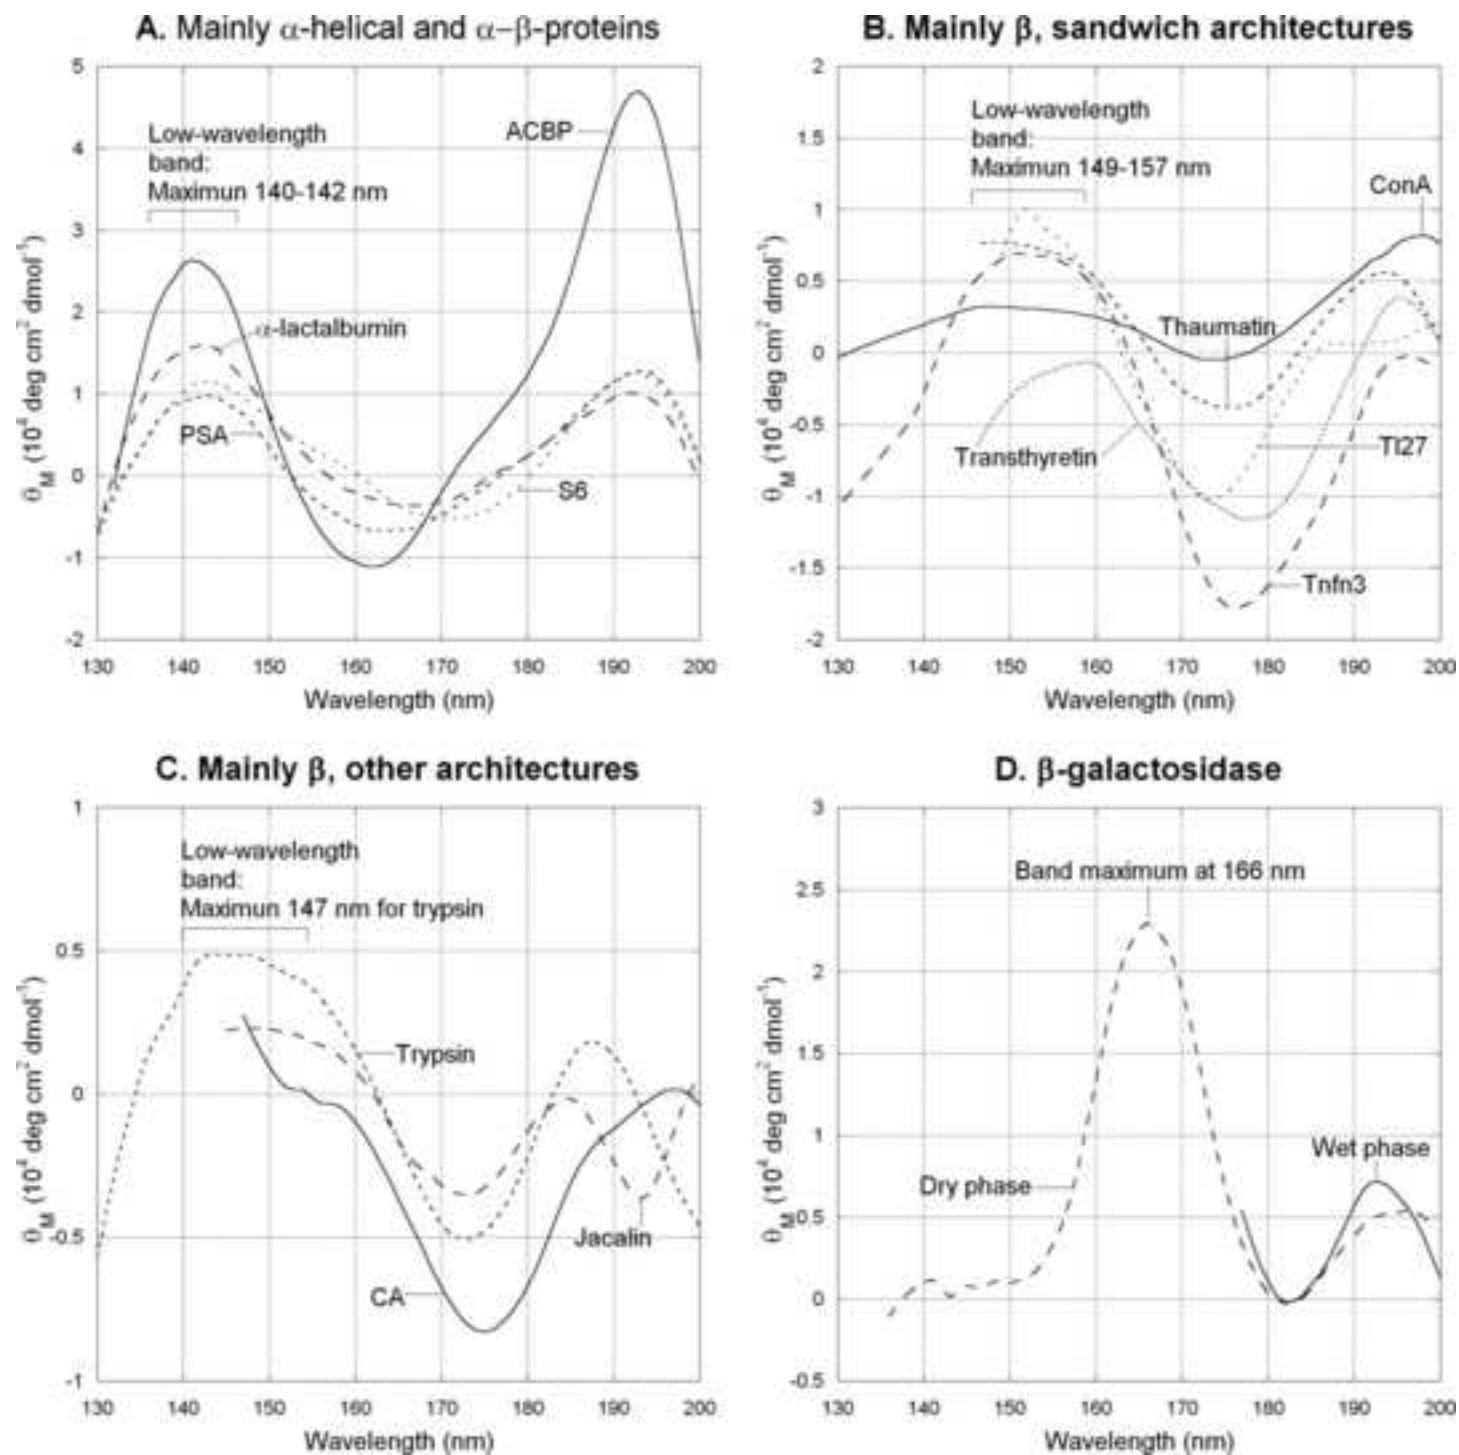 A. Mainly α-helical and α–β-proteins
5
4
3
2
1
0
-1
-2
θM (10⁴ deg cm² dmol⁻¹)
Low-wavelength
band:
Maximun 140-142 nm
ACBP
α-lactalbumin
PSA
S6
130 140 150 160 170 180 190 200
Wavelength (nm)
B. Mainly β, sandwich architectures
2
1.5
1
0.5
0
-0.5
-1
-1.5
-2
θM (10⁴ deg cm² dmol⁻¹)
Low-wavelength
band:
Maximun 149-157 nm
ConA
Thaumatin
Transthyretin
TI27
Tnfn3
130 140 150 160 170 180 190 200
Wavelength (nm)
C. Mainly β, other architectures
1
0.5
0
-0.5
-1
θM (10⁴ deg cm² dmol⁻¹)
Low-wavelength
band:
Maximun 147 nm for trypsin
Trypsin
Jacalin
CA
130 140 150 160 170 180 190 200
Wavelength (nm)
D. β-galactosidase
3
2.5
2
1.5
1
0.5
0
-0.5
θM (10⁴ deg cm² dmol⁻¹)
Band maximum at 166 nm
Wet phase
Dry phase
130 140 150 160 170 180 190 200
Wavelength (nm)